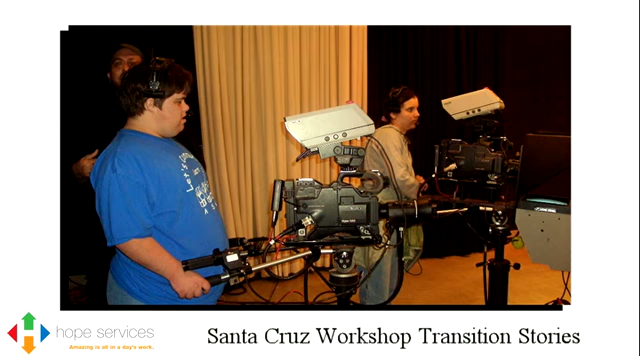 hope services
Amazing is all in a day's work.
Santa Cruz Workshop Transition Stories